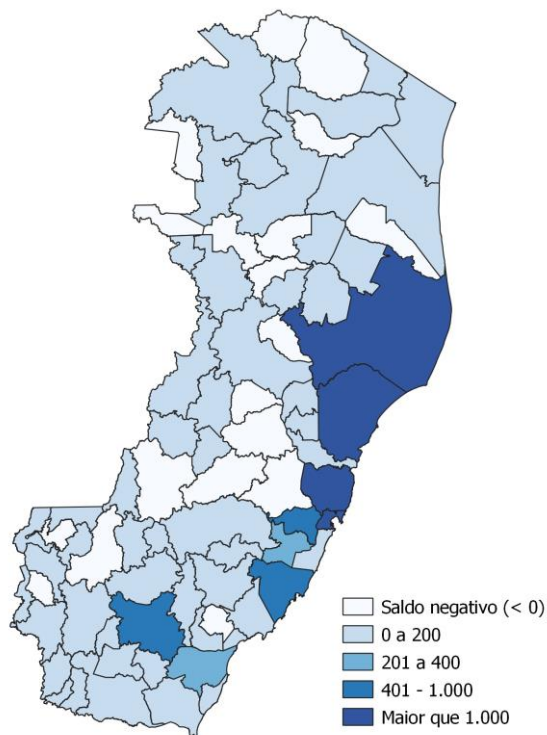 Saldo negativo (< 0)
0 a 200
201 a 400
401 - 1.000
Maior que 1.000